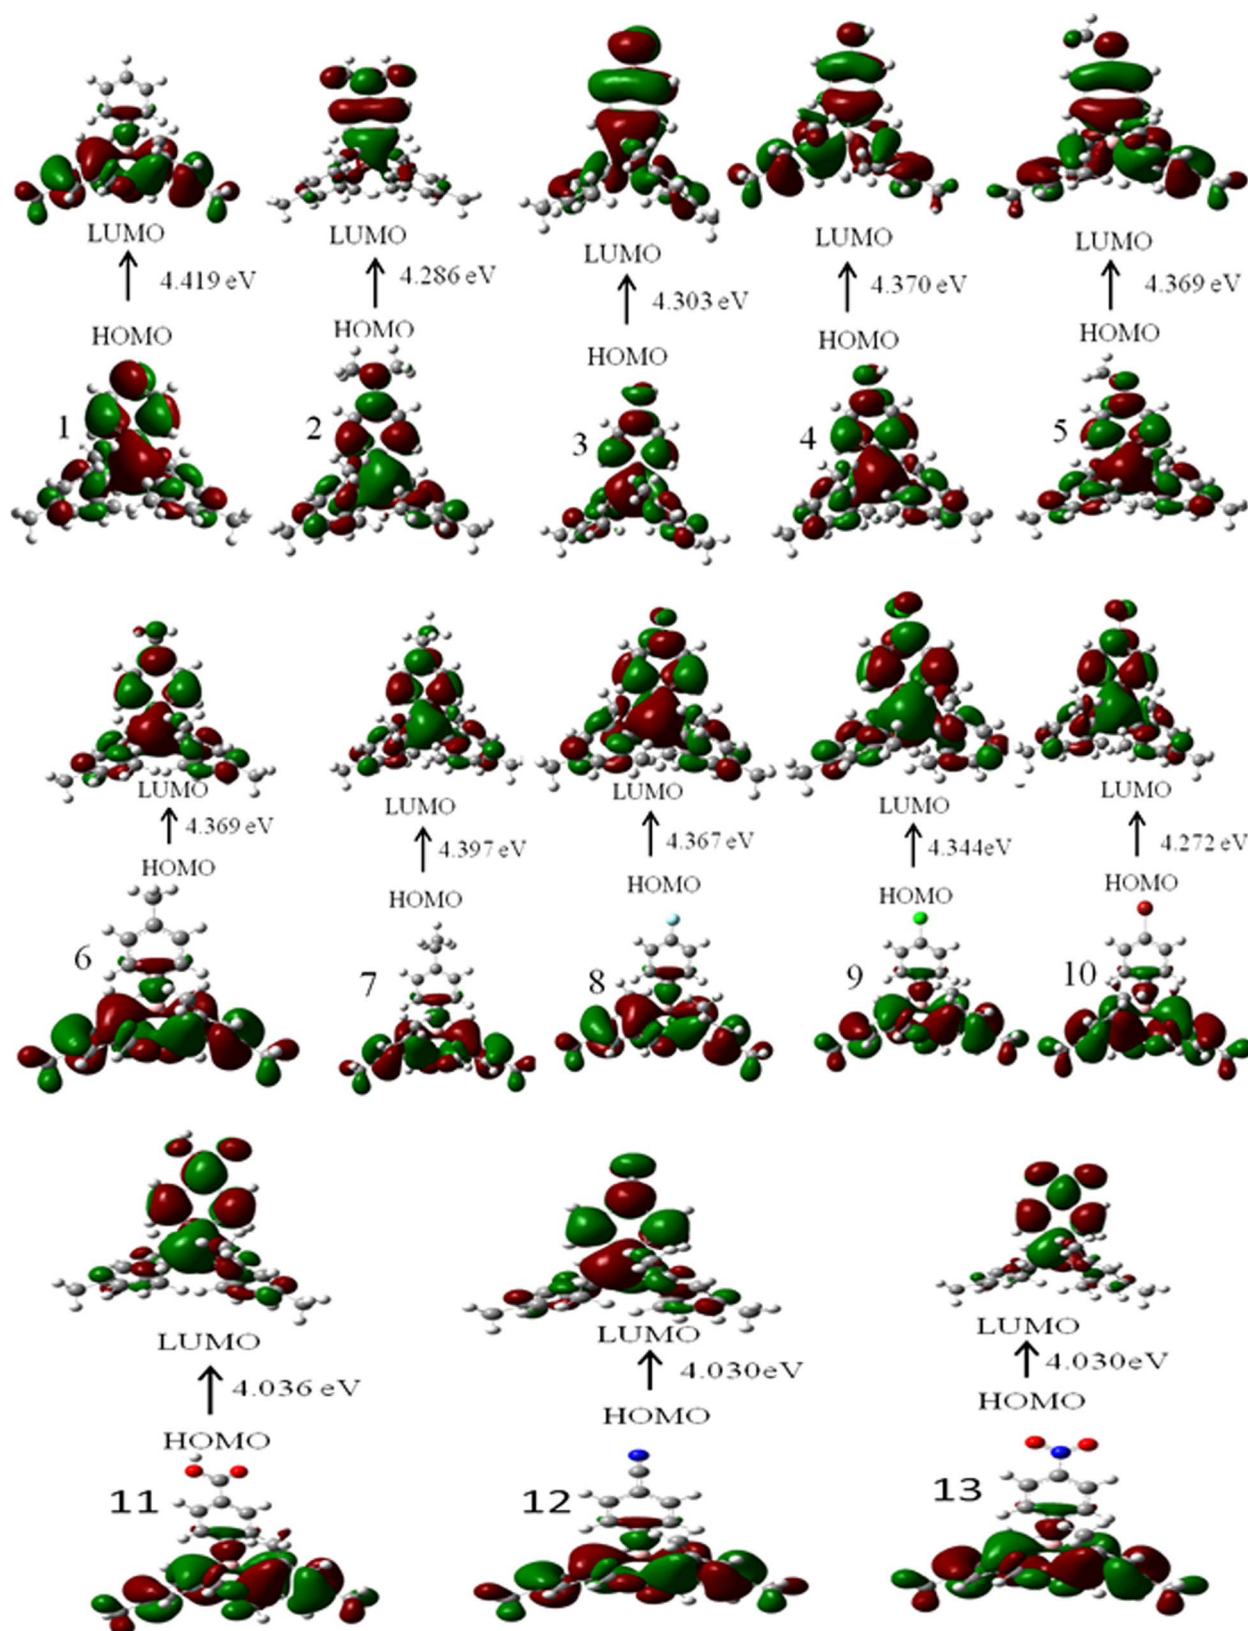 LUMO LUMO LUMO LUMO LUMO
4.419 eV 4.286 eV 4.303 eV 4.370 eV 4.369 eV
HOMO HOMO HOMO HOMO HOMO
1 2 3 4 5
LUMO LUMO LUMO LUMO LUMO
4.369 eV 4.397 eV 4.367 eV 4.344eV 4.272 eV
HOMO HOMO HOMO HOMO HOMO
6 7 8 9 10
LUMO LUMO LUMO
4.036 eV 4.030eV 4.030eV
HOMO HOMO HOMO
11 12 13